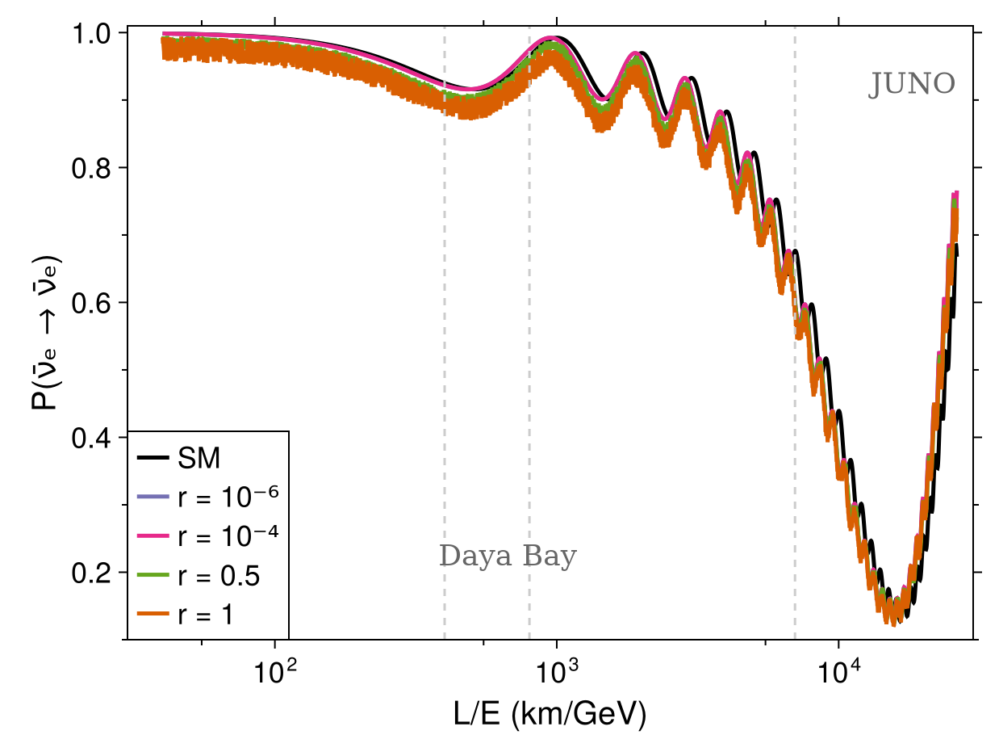 1.0
0.8
0.6
0.4
0.2
P(ν̄ₑ → ν̄ₑ)
JUNO
Daya Bay
SM
r = 10⁻⁶
r = 10⁻⁴
r = 0.5
r = 1
10²
10³
10⁴
L/E (km/GeV)